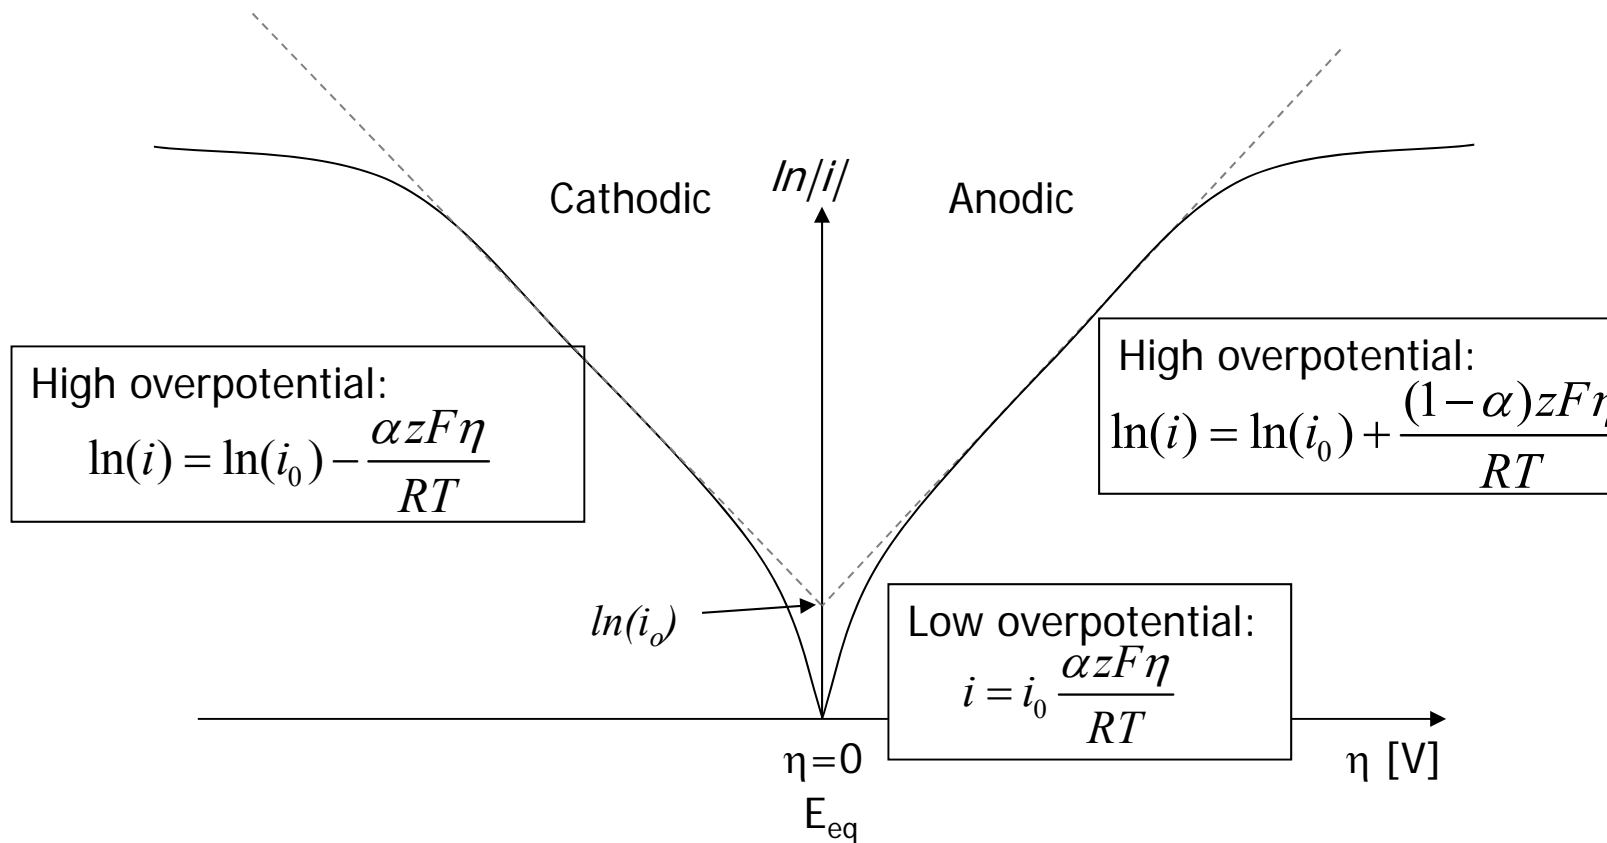 Cathodic
ln/i/
Anodic
High overpotential:
ln(i) = ln(i₀) − αzFη / RT
High overpotential:
ln(i) = ln(i₀) + (1−α)zFη / RT
ln(iₒ)
Low overpotential:
i = i₀ αzFη / RT
η=0
η [V]
E_eq